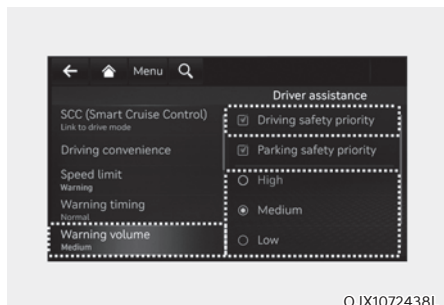 Menu
Driver assistance
SCC (Smart Cruise Control)
Link to drive mode
Driving convenience
Speed limit
Warning
Warning timing
Normal
Warning volume
Medium
Driving safety priority
Parking safety priority
High
Medium
Low
OJX1072438L